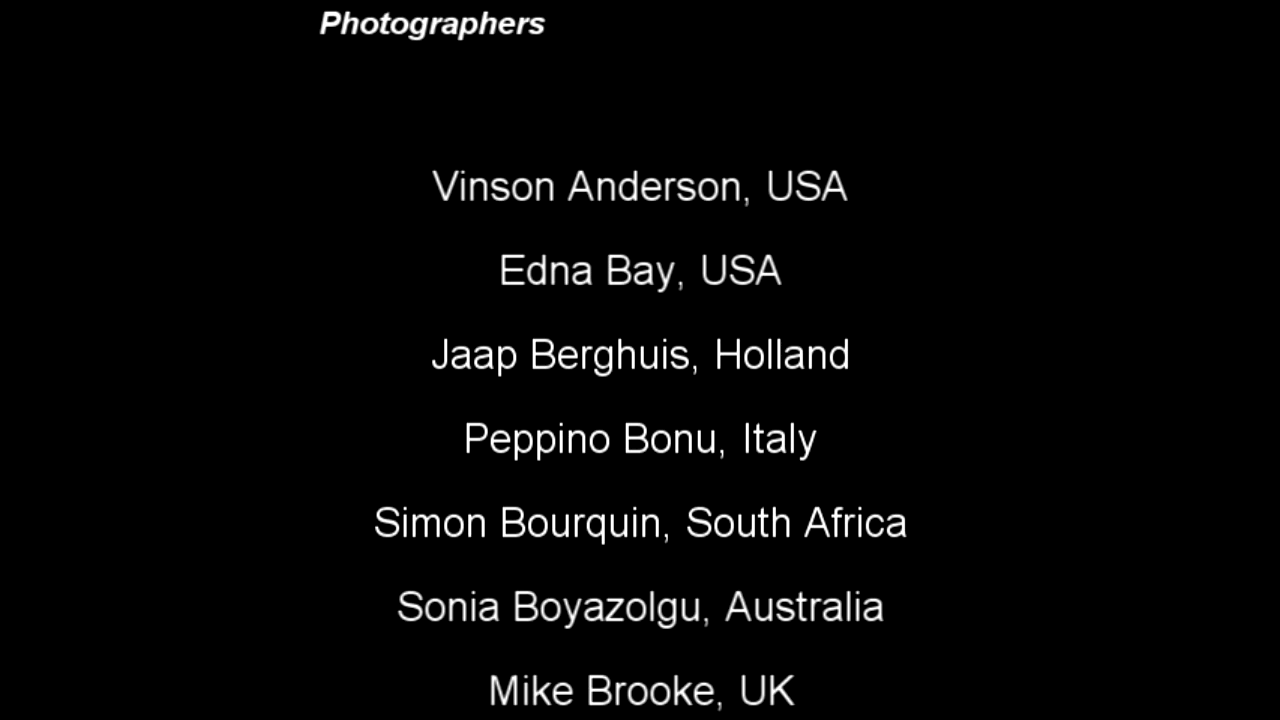 Photographers
Vinson Anderson, USA
Edna Bay, USA
Jaap Berghuis, Holland
Peppino Bonu, Italy
Simon Bourquin, South Africa
Sonia Boyazolgu, Australia
Mike Brooke, UK